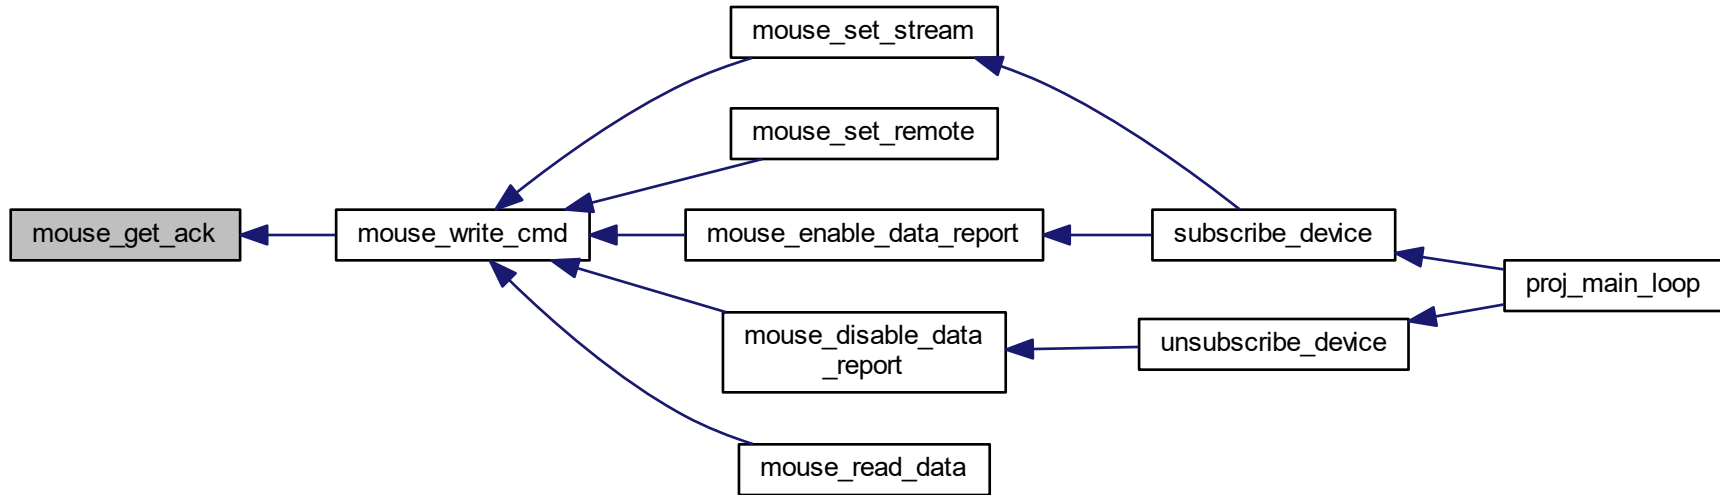 mouse_set_stream
mouse_set_remote
mouse_get_ack
mouse_write_cmd
mouse_enable_data_report
subscribe_device
proj_main_loop
mouse_disable_data
_report
unsubscribe_device
mouse_read_data